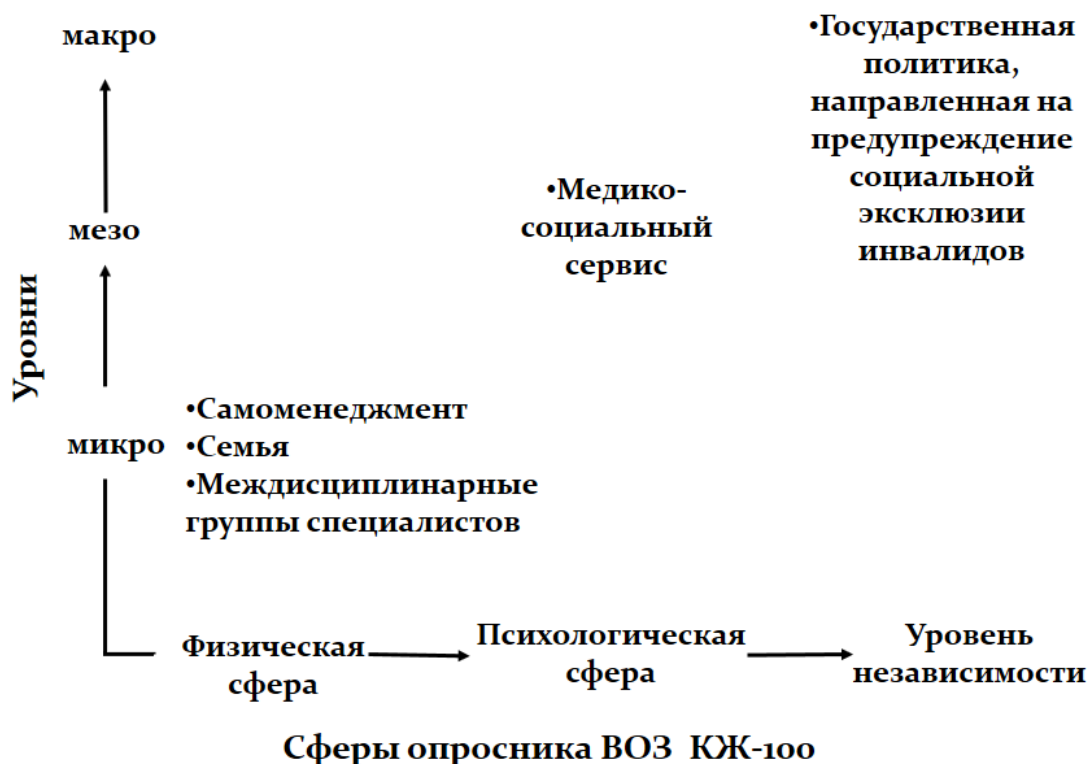 макро
•Государственная
политика,
направленная на
предупреждение
социальной
эксклюзии
инвалидов
•Медико-
социальный
сервис
мезо
Уровни
микро
•Самоменеджмент
•Семья
•Междисциплинарные
группы специалистов
Физическая
сфера
Психологическая
сфера
Уровень
независимости
Сферы опросника ВОЗ КЖ-100